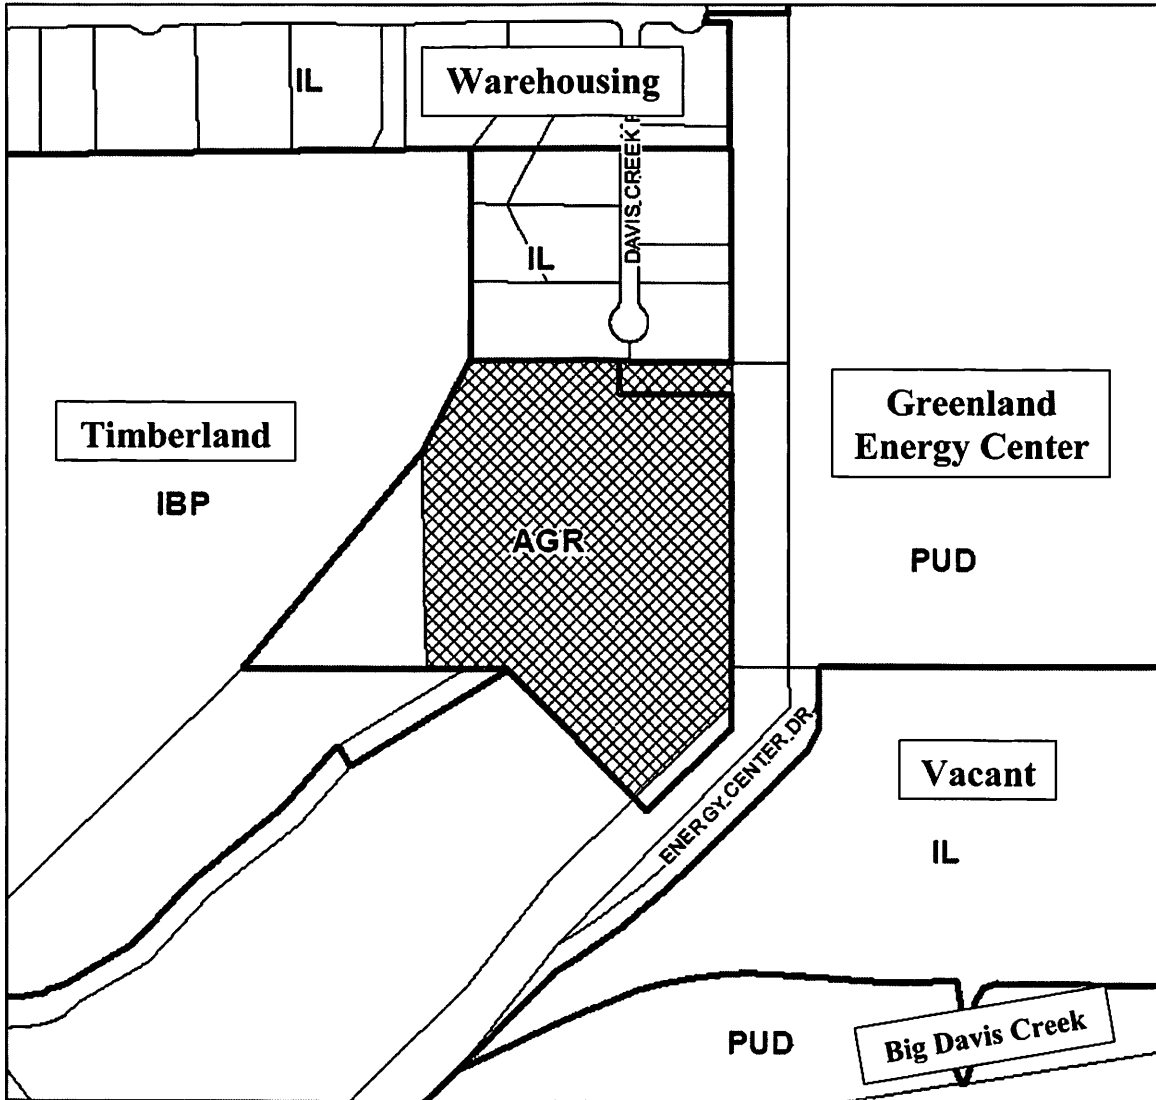 IL
Warehousing
DAVIS CREEK R
IL
Timberland
IBP
Greenland
Energy Center
AGR
PUD
ENERGY CENTER DR
Vacant
IL
PUD
Big Davis Creek